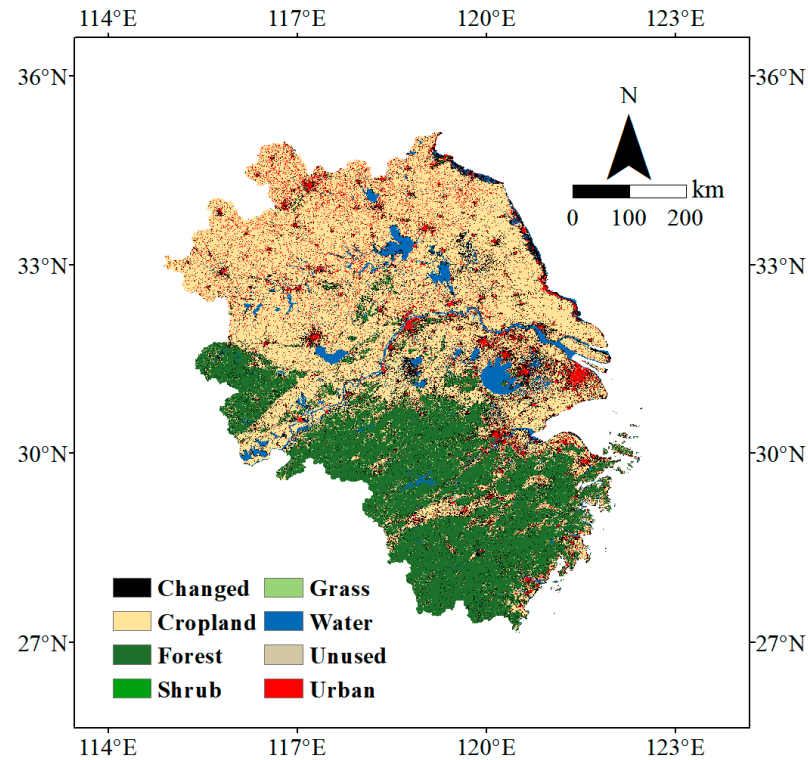 114°E 117°E 120°E 123°E
36°N 36°N
N
km
0 100 200
33°N 33°N
30°N 30°N
Changed Grass
Cropland Water
Forest Unused
Shrub Urban
27°N 27°N
114°E 117°E 120°E 123°E